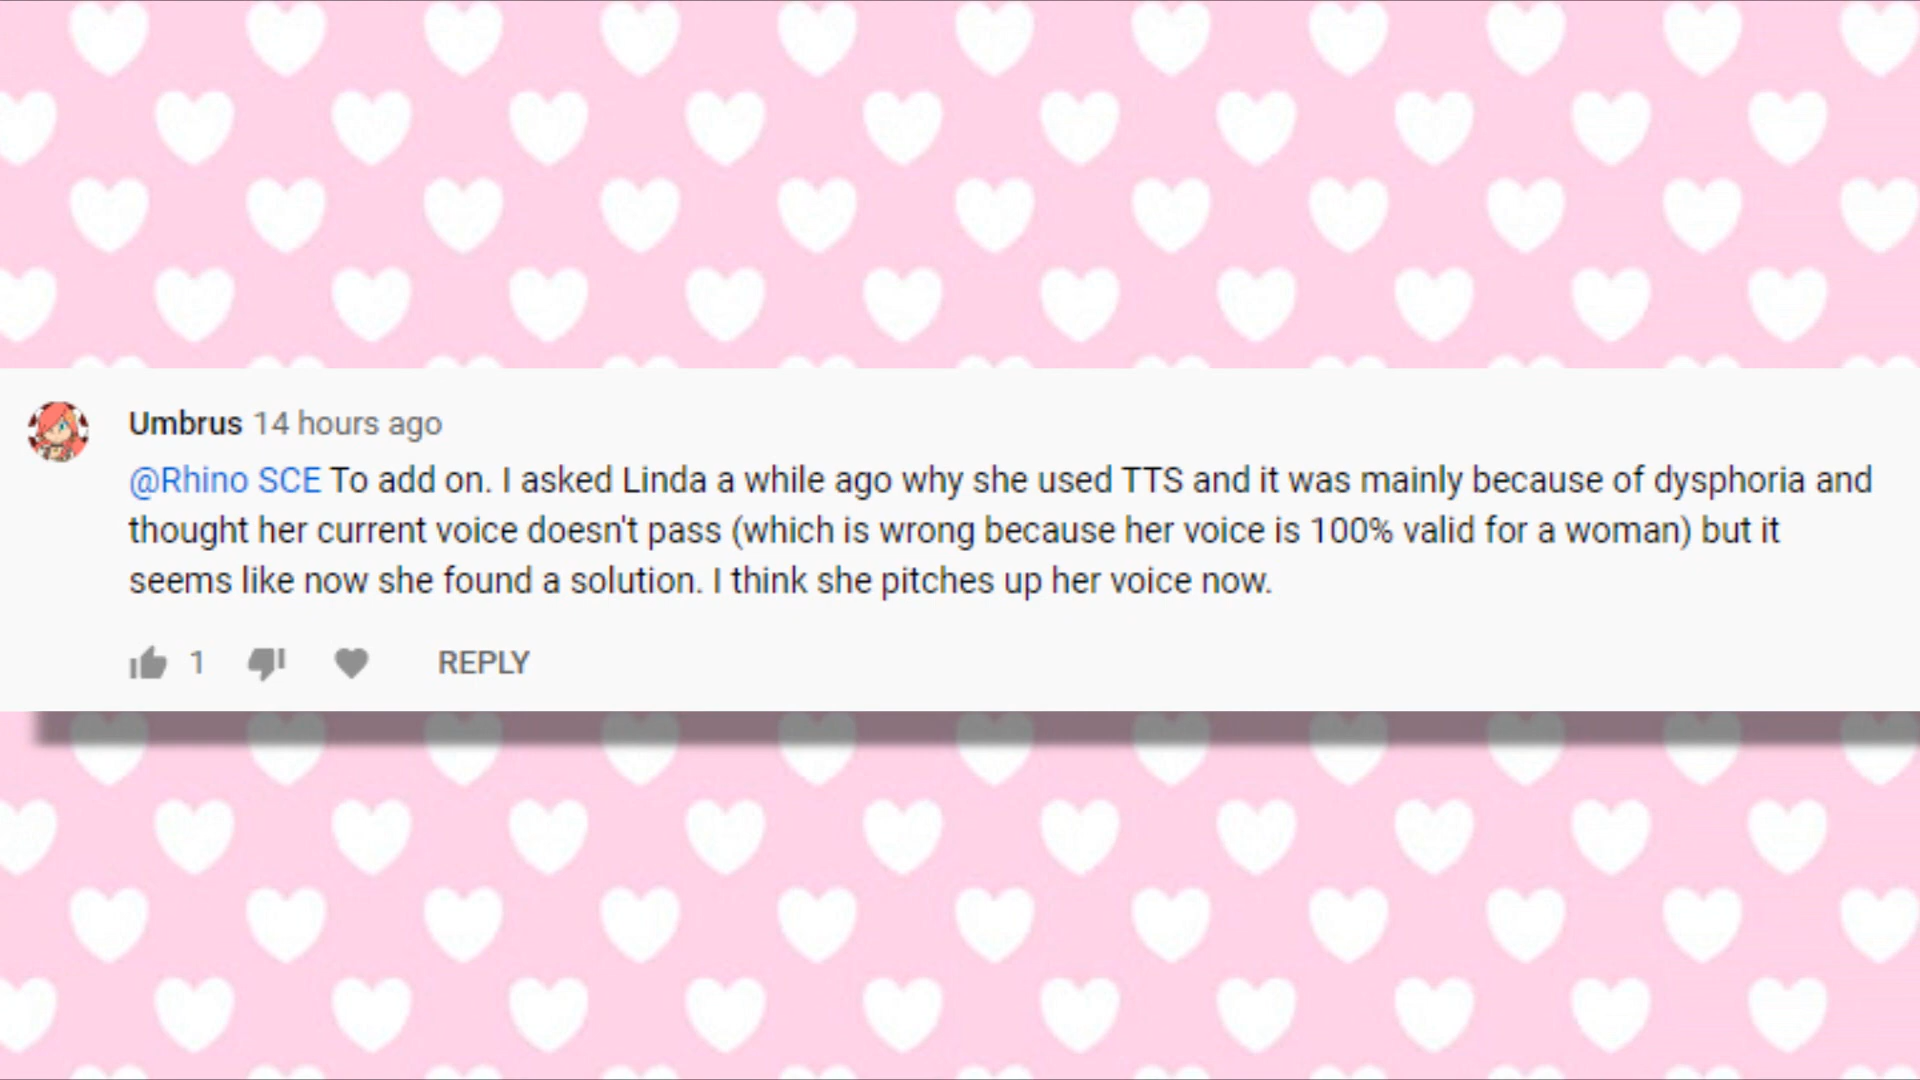 Umbrus 14 hours ago
@Rhino SCE To add on. I asked Linda a while ago why she used TTS and it was mainly because of dysphoria and
thought her current voice doesn't pass (which is wrong because her voice is 100% valid for a woman) but it
seems like now she found a solution. I think she pitches up her voice now.
1 REPLY